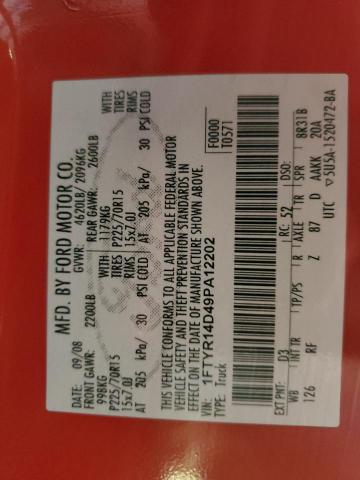 MFD. BY FORD MOTOR CO.
DATE: 09/08 GVWR: 4620LB/ 2096KG
FRONT GAWR: 2200LB REAR GAWR: 2600LB
998KG 1179KG WITH
P225/70R15 P225/70R15 TIRES
15x7.0J 15x7.0J RIMS
AT 205 kPa/ 30 PSI COLD AT 205 kPa/ 30 PSI COLD
WITH
TIRES
RIMS
THIS VEHICLE CONFORMS TO ALL APPLICABLE FEDERAL MOTOR
VEHICLE SAFETY AND THEFT PREVENTION STANDARDS IN
EFFECT ON THE DATE OF MANUFACTURE SHOWN ABOVE.
VIN: 1FTYR14D49PA12202 F0000
TYPE: Truck T0571
EXT PNT: D3 RC: 52 DSO:
WB INT TR TP/PS R AXLE TR SPR
126 RF Z 87 D AAKK 8R31B
20A
UTC 5U5A-1520472-BA